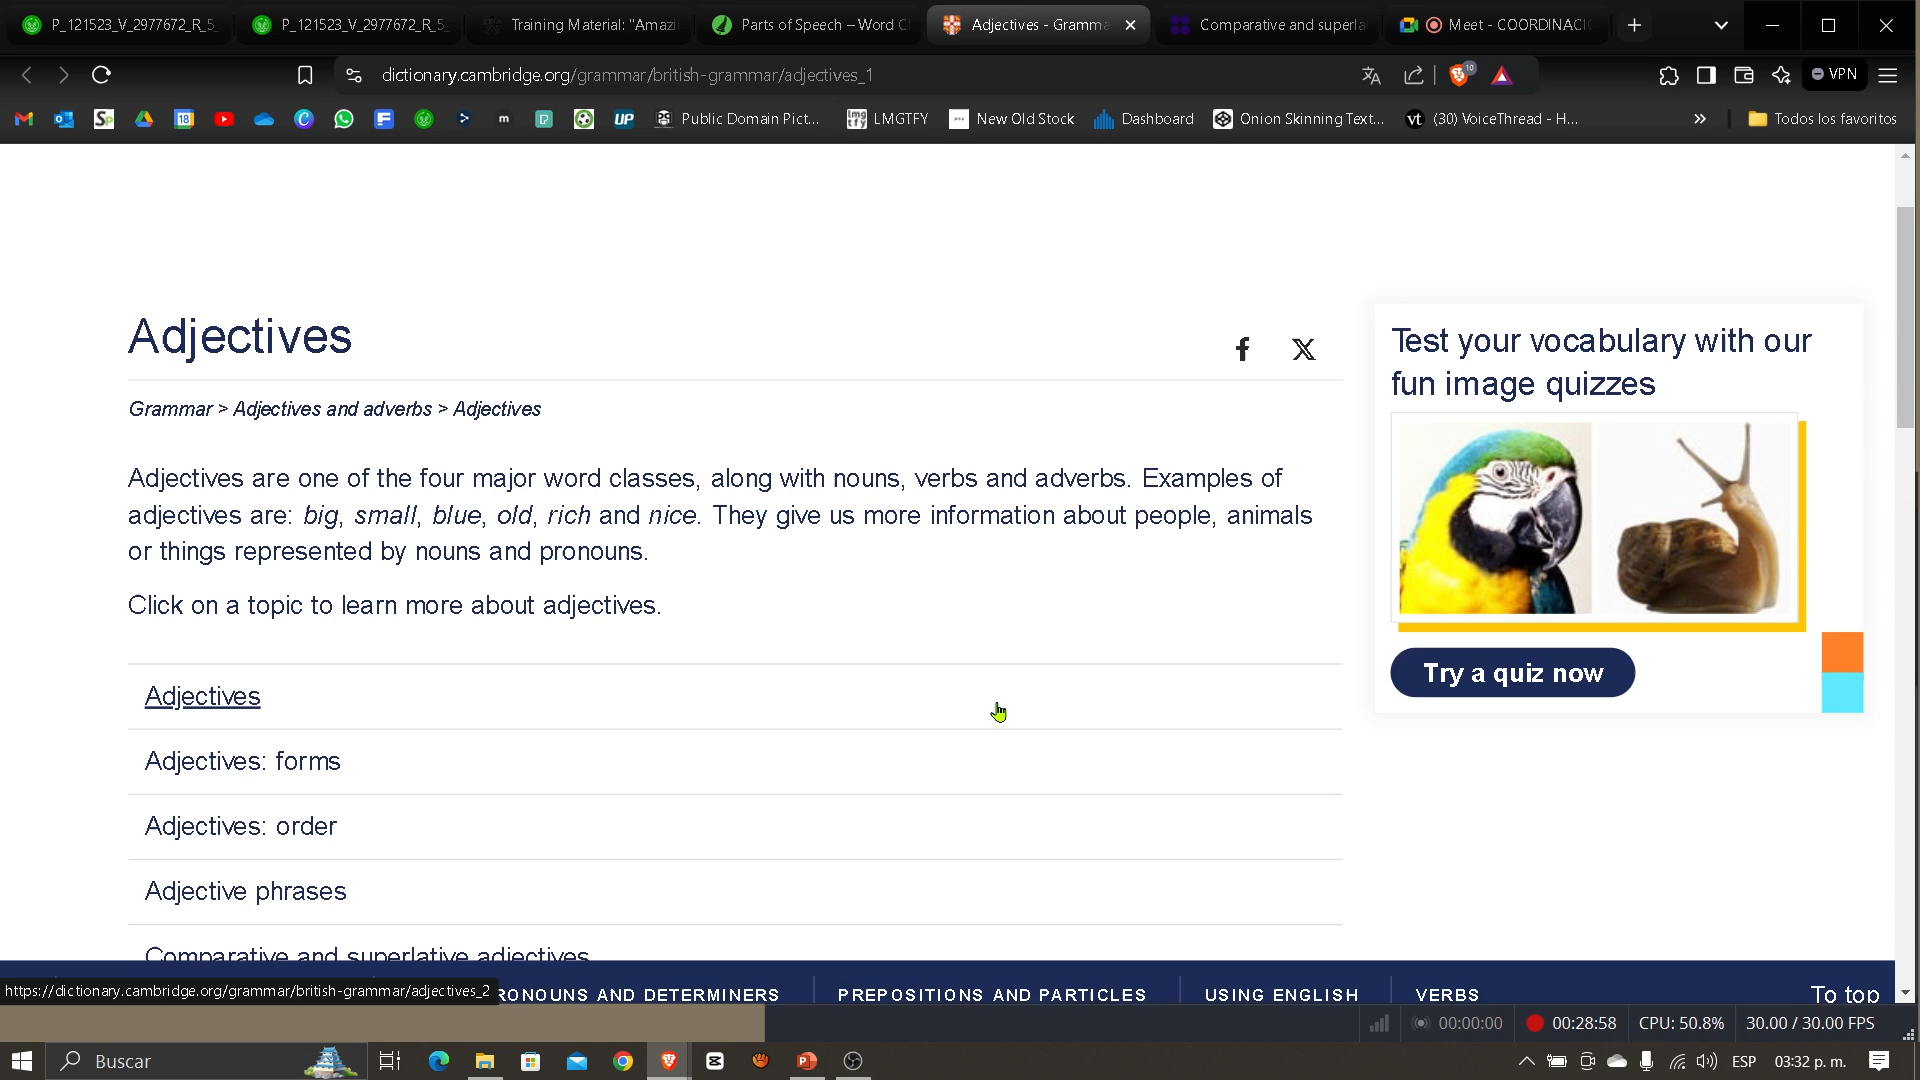 P_121523_V_2977672_R_5
P_121523_V_2977672_R_5
Training Material: "Amazi
Parts of Speech – Word C
Adjectives - Gramma
Comparative and superla
Meet - COORDINACI
dictionary.cambridge.org/grammar/british-grammar/adjectives_1
10
VPN
Sp
18
UP
Public Domain Pict...
lmg
tfy
LMGTFY
New Old Stock
Dashboard
Onion Skinning Text...
vt
(30) VoiceThread - H...
Todos los favoritos
Adjectives
Grammar > Adjectives and adverbs > Adjectives
Adjectives are one of the four major word classes, along with nouns, verbs and adverbs. Examples of
adjectives are: big, small, blue, old, rich and nice. They give us more information about people, animals
or things represented by nouns and pronouns.
Click on a topic to learn more about adjectives.
Adjectives
Adjectives: forms
Adjectives: order
Adjective phrases
Comparative and superlative adjectives
Test your vocabulary with our
fun image quizzes
Try a quiz now
https://dictionary.cambridge.org/grammar/british-grammar/adjectives_2
RONOUNS AND DETERMINERS
PREPOSITIONS AND PARTICLES
USING ENGLISH
VERBS
To top
00:00:00
00:28:58
CPU: 50.8%
30.00 / 30.00 FPS
Buscar
ESP
03:32 p. m.